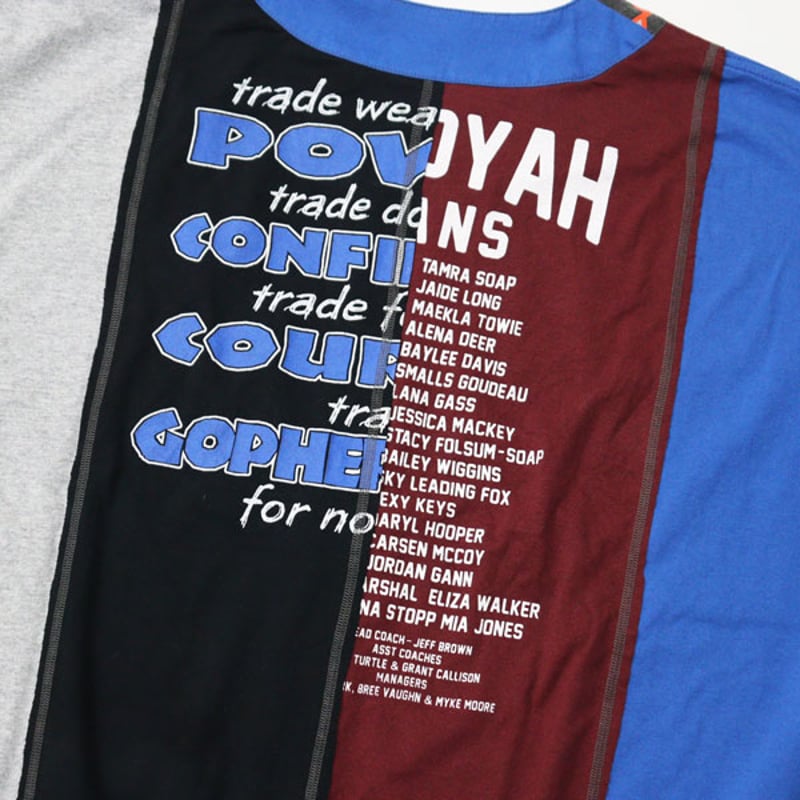 trade wea
POW
trade do
CONFI
trade f
COUR
tra
GOPHE
for no
OYAH
ANS
TAMRA SOAP
JAIDE LONG
MAEKLA TOWIE
ALENA DEER
BAYLEE DAVIS
SMALLS GOUDEAU
LANA GASS
JESSICA MACKEY
STACY FOLSUM-SOAP
BAILEY WIGGINS
KY LEADING FOX
EXY KEYS
DARYL HOOPER
CARSEN MCCOY
JORDAN GANN
ARSHAL ELIZA WALKER
NA STOPP MIA JONES
EAD COACH - JEFF BROWN
ASST COACHES
TURTLE & GRANT CALLISON
MANAGERS
RK, BREE VAUGHN & MYKE MOORE